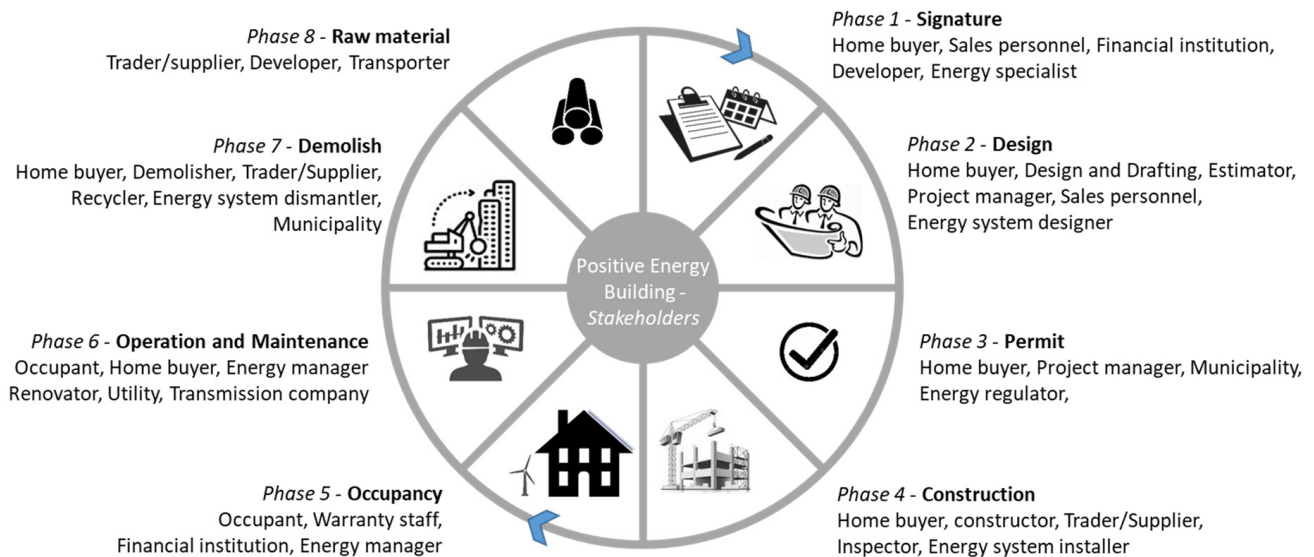 Phase 1 - Signature
Home buyer, Sales personnel, Financial institution,
Developer, Energy specialist
Phase 2 - Design
Home buyer, Design and Drafting, Estimator,
Project manager, Sales personnel,
Energy system designer
Phase 3 - Permit
Home buyer, Project manager, Municipality,
Energy regulator,
Phase 4 - Construction
Home buyer, constructor, Trader/Supplier,
Inspector, Energy system installer
Phase 5 - Occupancy
Occupant, Warranty staff,
Financial institution, Energy manager
Phase 6 - Operation and Maintenance
Occupant, Home buyer, Energy manager
Renovator, Utility, Transmission company
Phase 7 - Demolish
Home buyer, Demolisher, Trader/Supplier,
Recycler, Energy system dismantler,
Municipality
Phase 8 - Raw material
Trader/supplier, Developer, Transporter
Positive Energy
Building -
Stakeholders